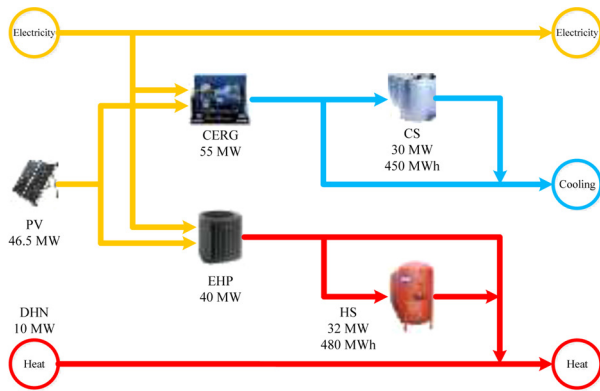 Electricity
Electricity
CERG
55 MW
CS
30 MW
450 MWh
PV
46.5 MW
Cooling
EHP
40 MW
DHN
10 MW
HS
32 MW
480 MWh
Heat
Heat